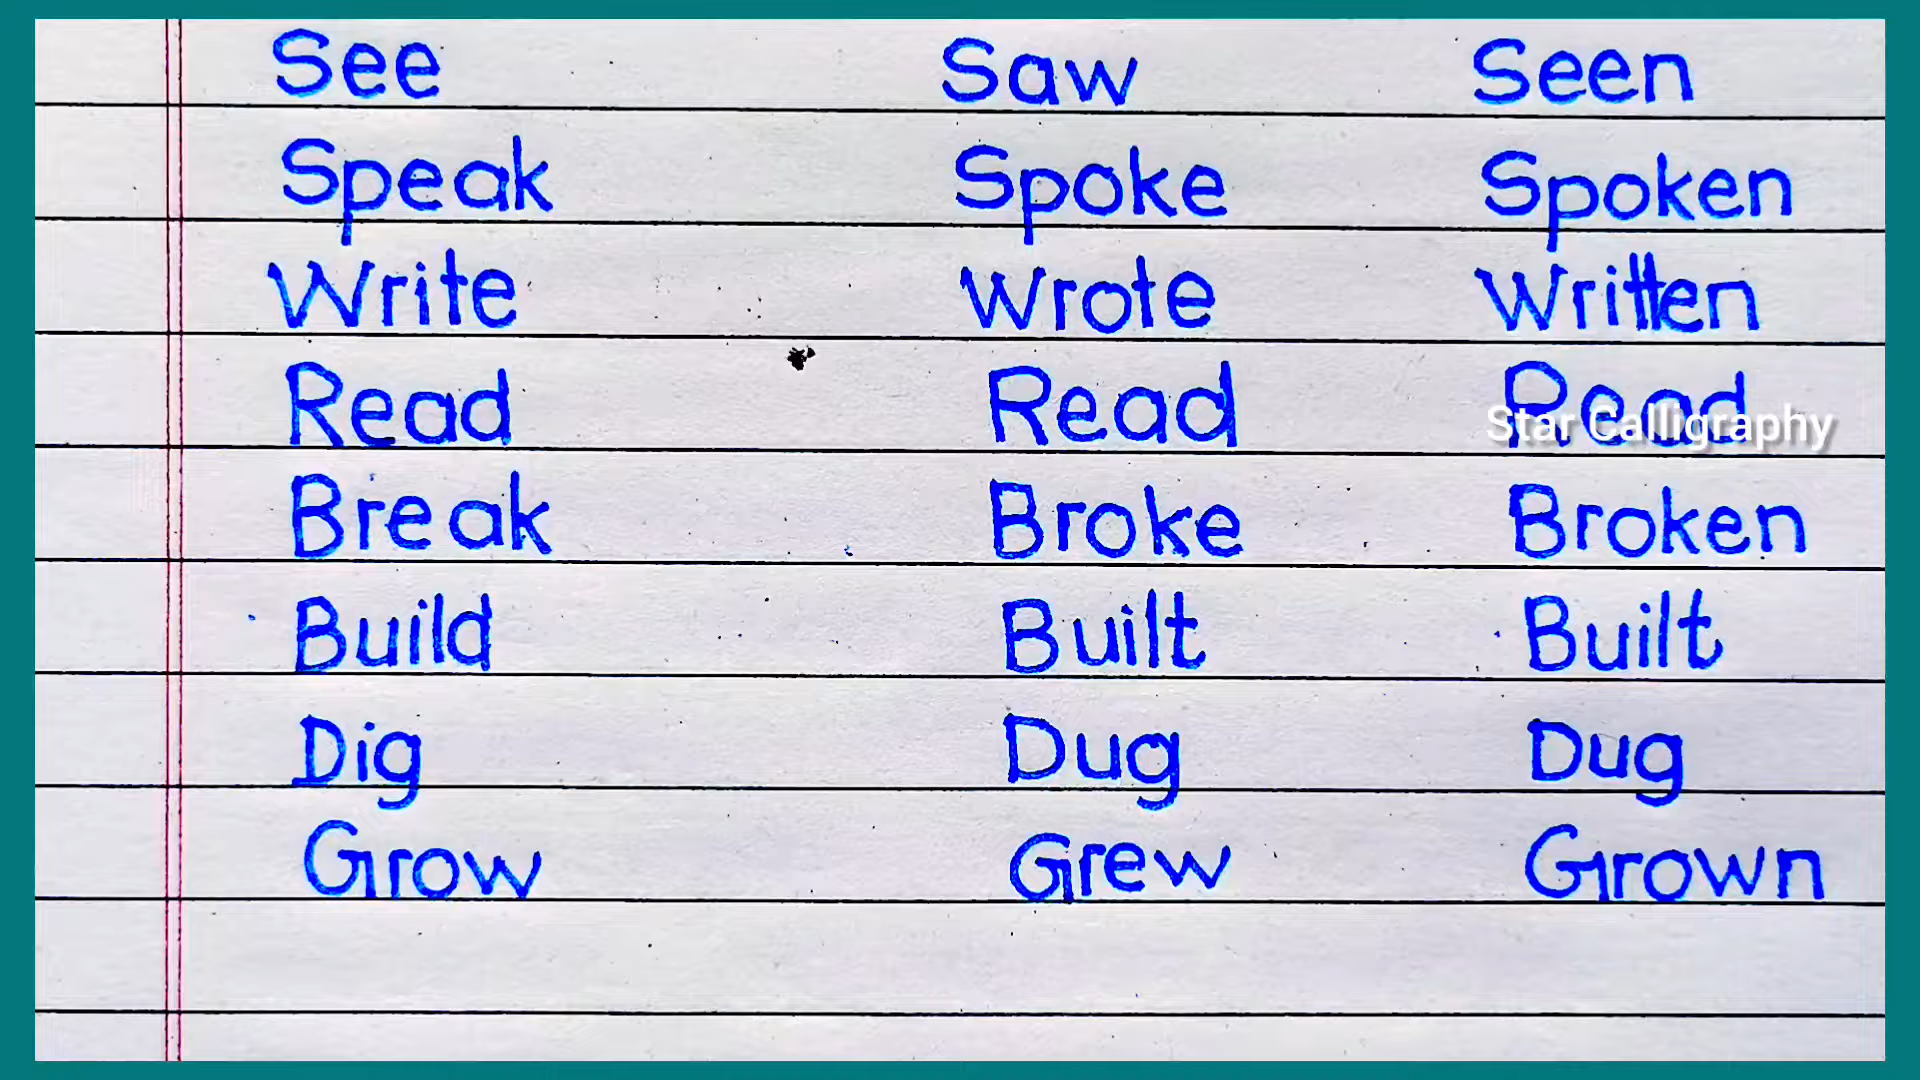 See Saw Seen
Speak Spoke Spoken
Write Wrote Written
Read Read Read
Star Calligraphy
Break Broke Broken
Build Built Built
Dig Dug Dug
Grow Grew Grown